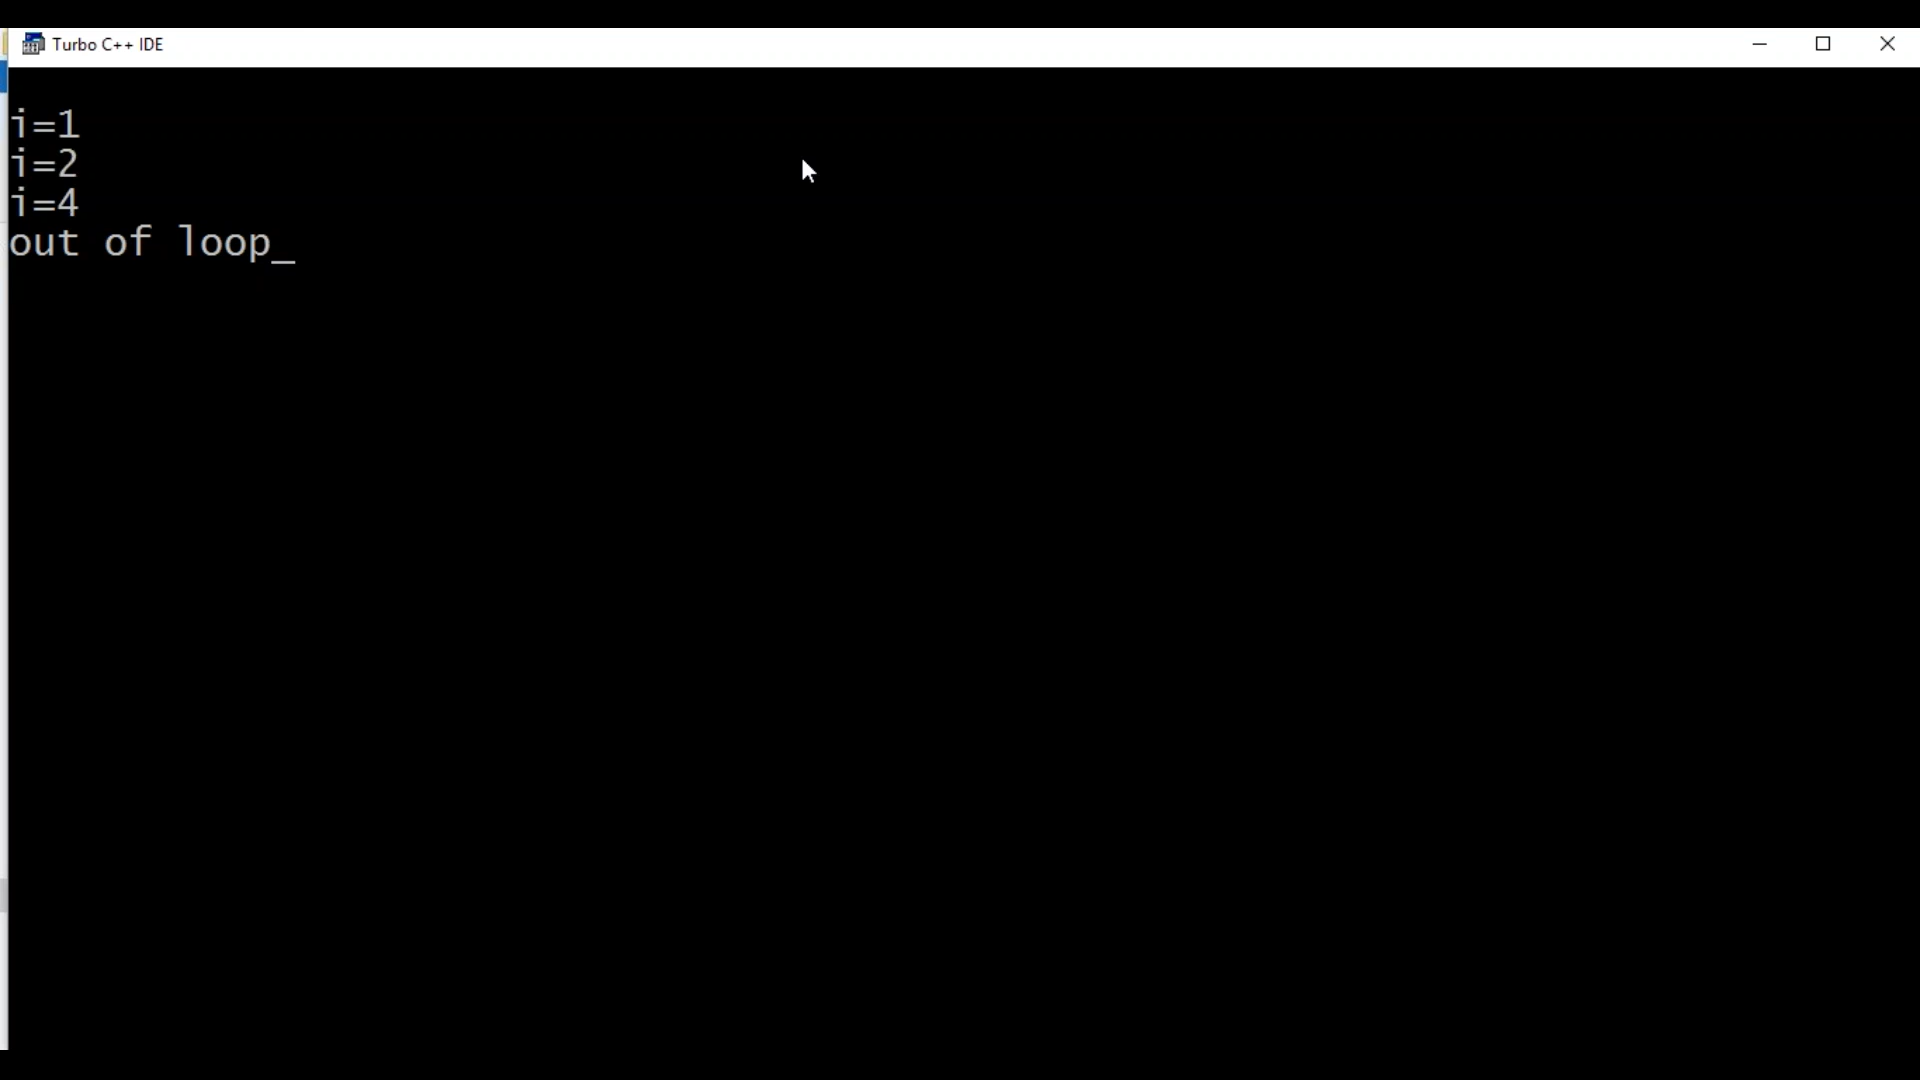 Turbo C++ IDE
i=1
i=2
i=4
out of loop_